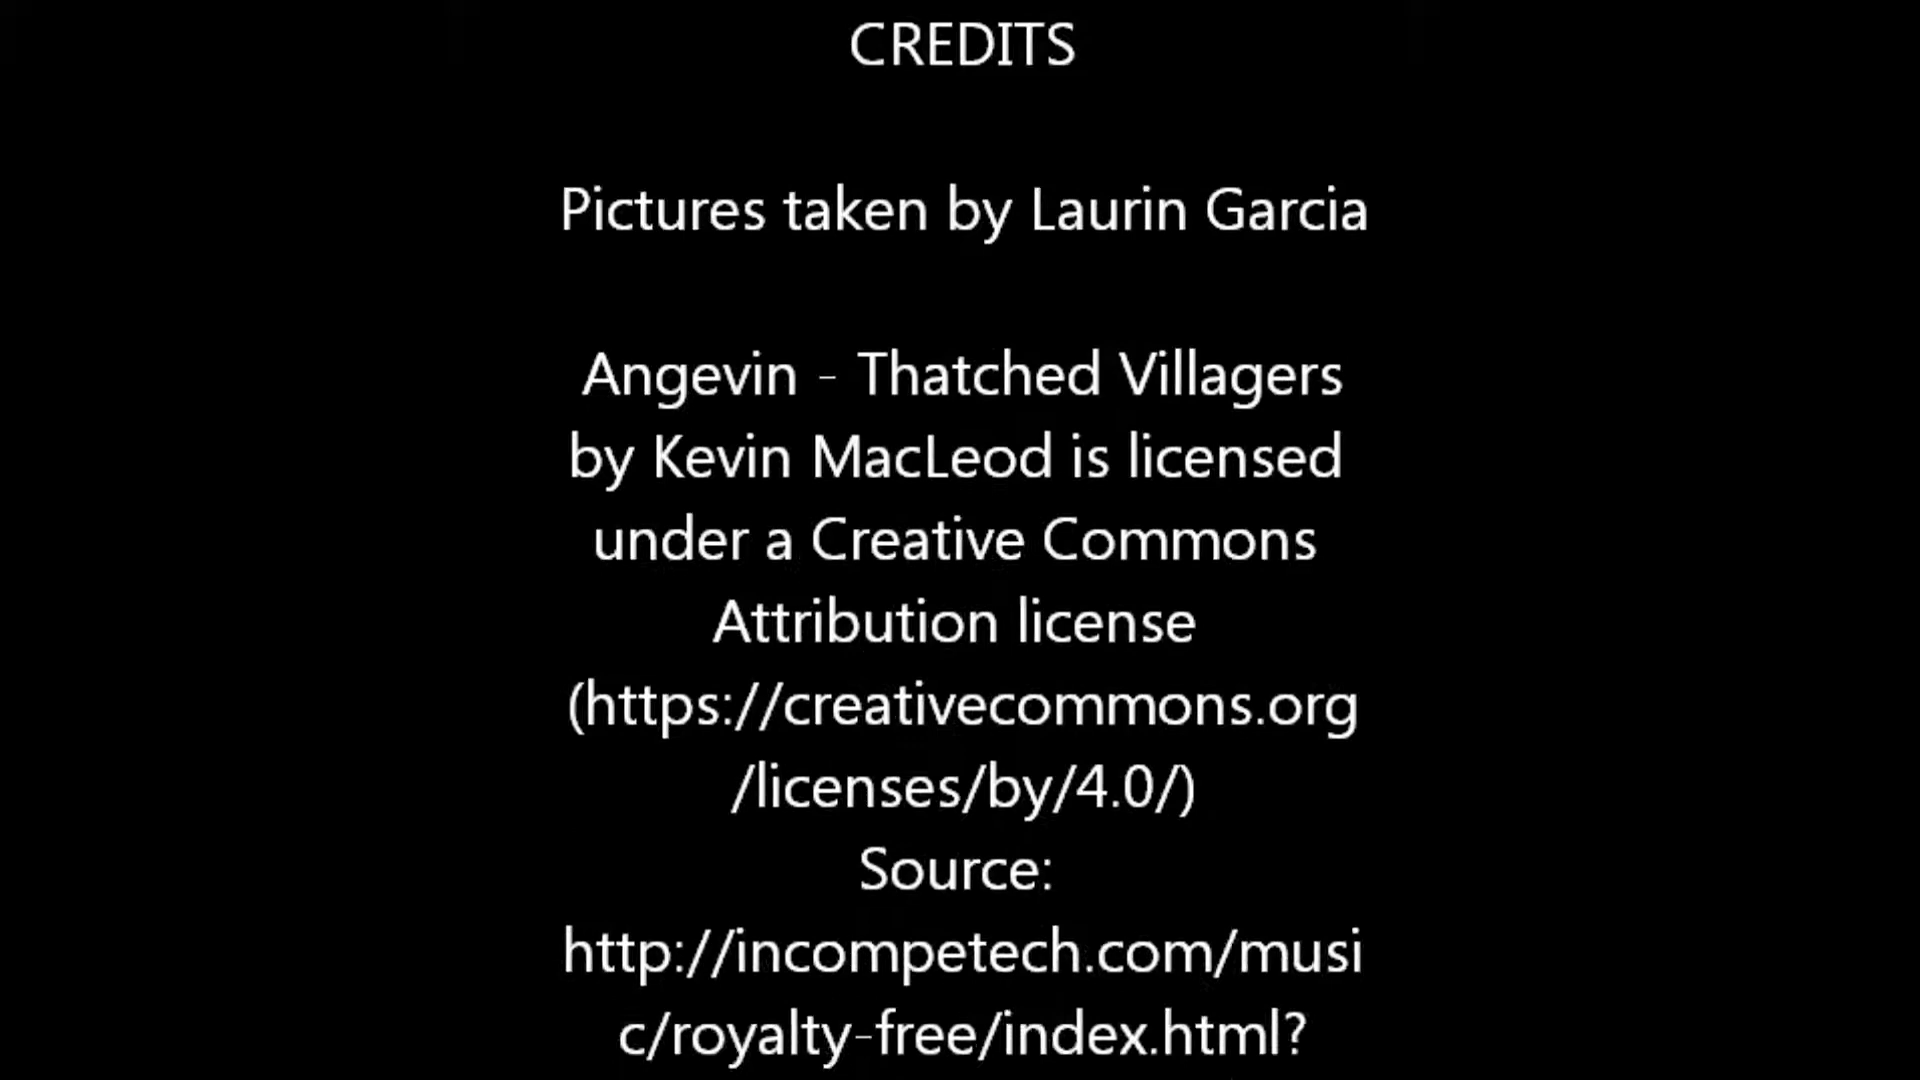 CREDITS
Pictures taken by Laurin Garcia
Angevin - Thatched Villagers
by Kevin MacLeod is licensed
under a Creative Commons
Attribution license
(https://creativecommons.org
/licenses/by/4.0/)
Source:
http://incompetech.com/musi
c/royalty-free/index.html?